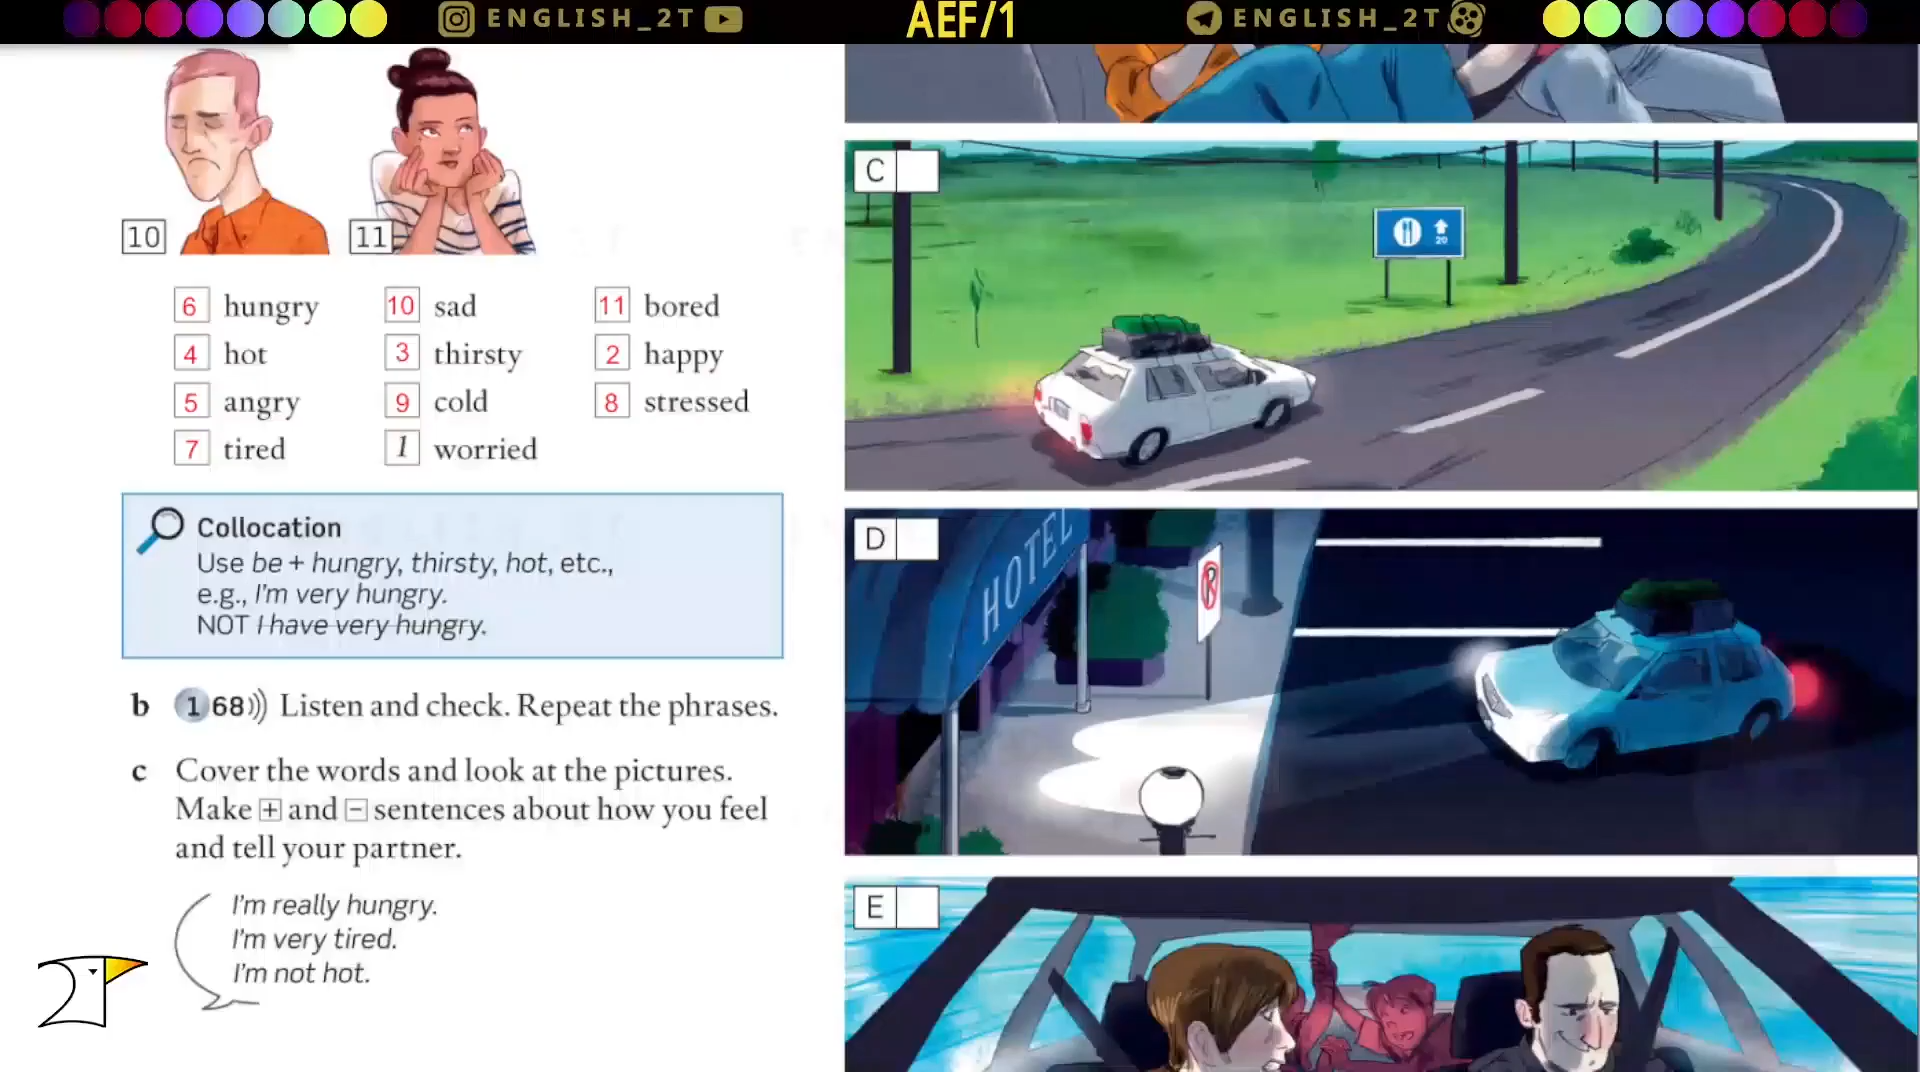 ENGLISH_2T
AEF/1
ENGLISH_2T
10
11
6 hungry
10 sad
11 bored
4 hot
3 thirsty
2 happy
5 angry
9 cold
8 stressed
7 tired
1 worried
Collocation
Use be + hungry, thirsty, hot, etc.,
e.g., I'm very hungry.
NOT I have very hungry.
b 1 68 Listen and check. Repeat the phrases.
c Cover the words and look at the pictures.
Make + and − sentences about how you feel
and tell your partner.
I'm really hungry.
I'm very tired.
I'm not hot.
C
20
D
HOTEL
E